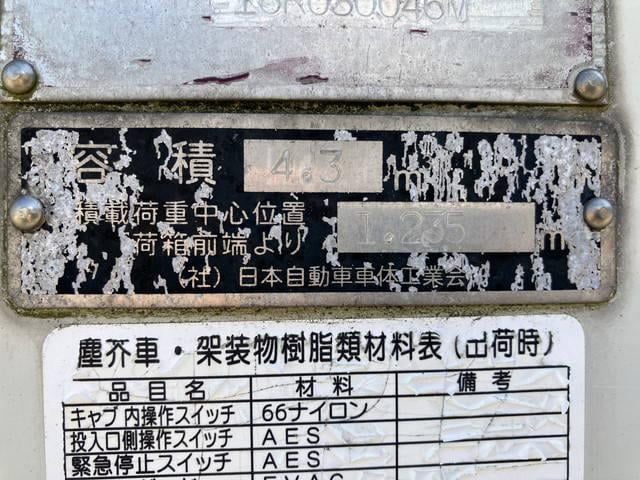 容積 4.3 m³
積載荷重中心位置
荷箱前端より 1.235 m
(社)日本自動車車体工業会
塵芥車・架装物樹脂類材料表(出荷時)
品目名 材料 備考
キャブ内操作スイッチ 66ナイロン
投入口側操作スイッチ AES
緊急停止スイッチ AES